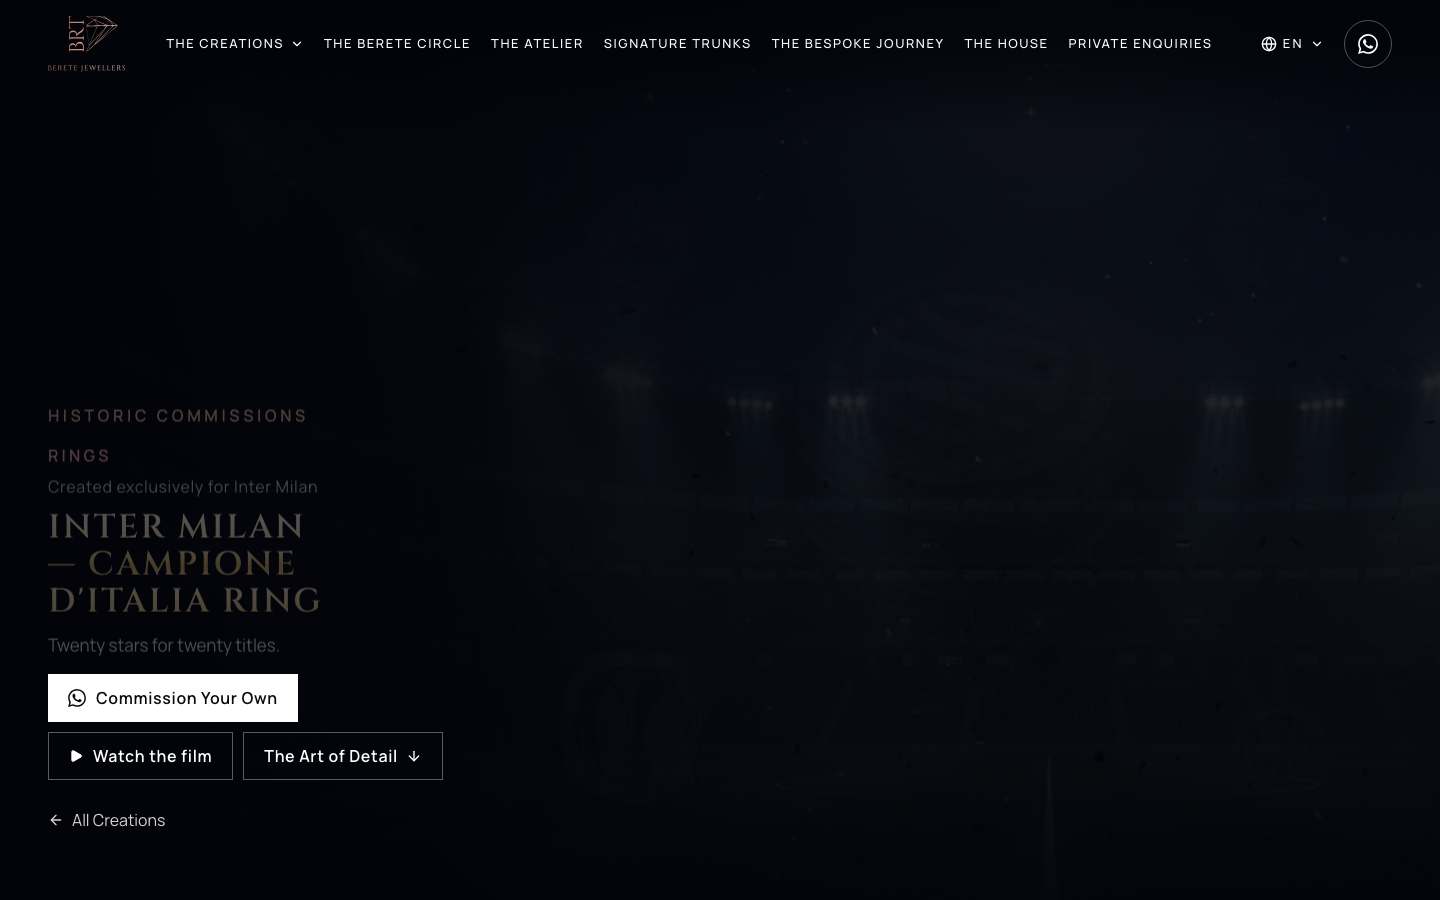 BRT
BERETE JEWELLERS
THE CREATIONS
THE BERETE CIRCLE
THE ATELIER
SIGNATURE TRUNKS
THE BESPOKE JOURNEY
THE HOUSE
PRIVATE ENQUIRIES
EN
HISTORIC COMMISSIONS
RINGS
Created exclusively for Inter Milan
INTER MILAN
— CAMPIONE
D'ITALIA RING
Twenty stars for twenty titles.
Commission Your Own
Watch the film
The Art of Detail
All Creations